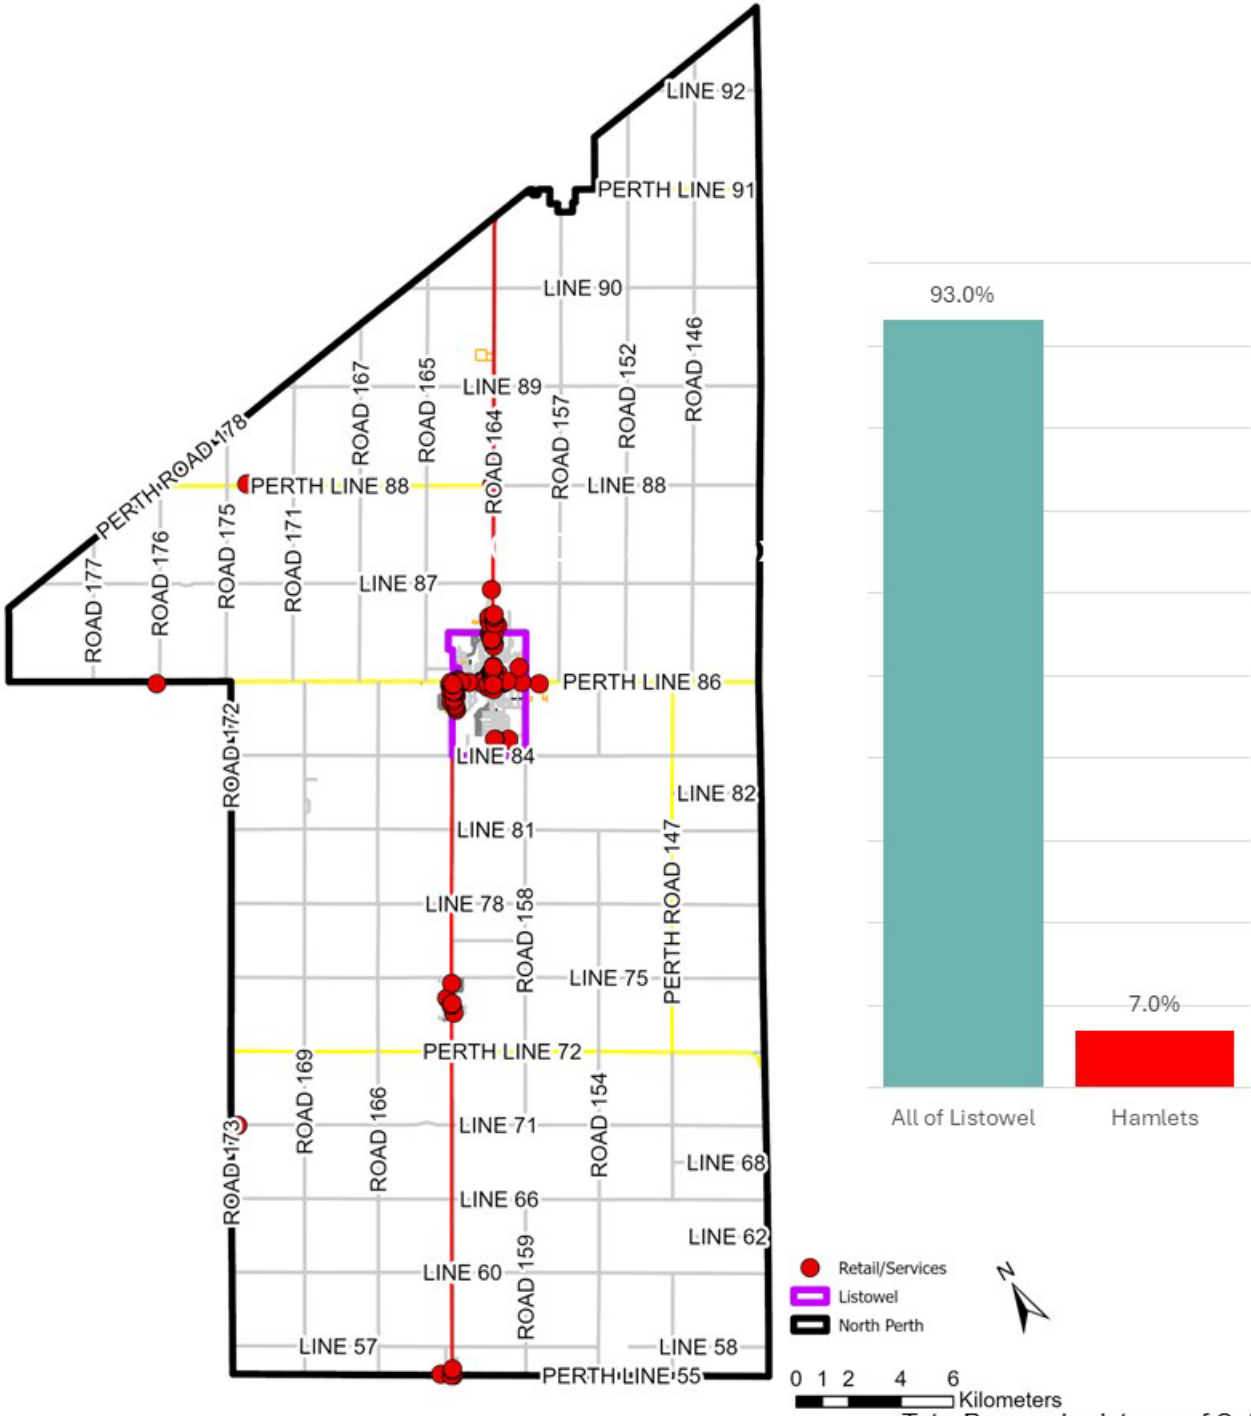 LINE 92
PERTH LINE 91
LINE 90
ROAD 146
ROAD 152
ROAD 167
ROAD 165
LINE 89
ROAD 157
ROAD 164
PERTH ROAD 178
PERTH LINE 88
LINE 88
ROAD 175
ROAD 171
ROAD 176
ROAD 177
LINE 87
PERTH LINE 86
ROAD 172
LINE 84
LINE 82
LINE 81
PERTH ROAD 147
LINE 78
ROAD 158
LINE 75
PERTH LINE 72
ROAD 169
ROAD 166
ROAD 154
LINE 71
ROAD 173
LINE 68
LINE 66
LINE 62
ROAD 159
LINE 60
LINE 57
LINE 58
PERTH LINE 55
93.0%
7.0%
All of Listowel
Hamlets
Retail/Services
Listowel
North Perth
N
0 1 2 4 6
Kilometers